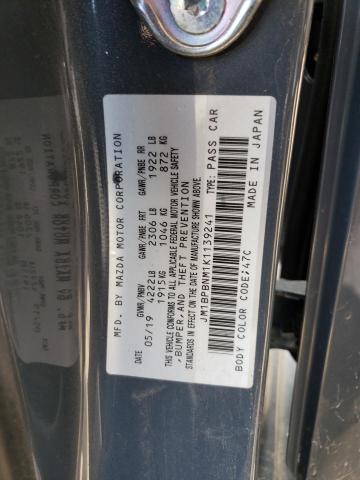 MFD. BY MAZDA MOTOR CORPORATION
DATE GVWR/PNBV GAWR/PNBE FRT GAWR/PNBE RR
05/19 4222LB 2306 LB 1922 LB
1915KG 1046 KG 872 KG
THIS VEHICLE CONFORMS TO ALL APPLICABLE FEDERAL MOTOR VEHICLE SAFETY
,BUMPER,AND THEFT PREVENTION
STANDARDS IN EFFECT ON THE DATE OF MANUFACTURE SHOWN ABOVE.
JM1BPBNM1K1139241 TYPE: PASS CAR
BODY COLOR CODE:47C MADE IN JAPAN